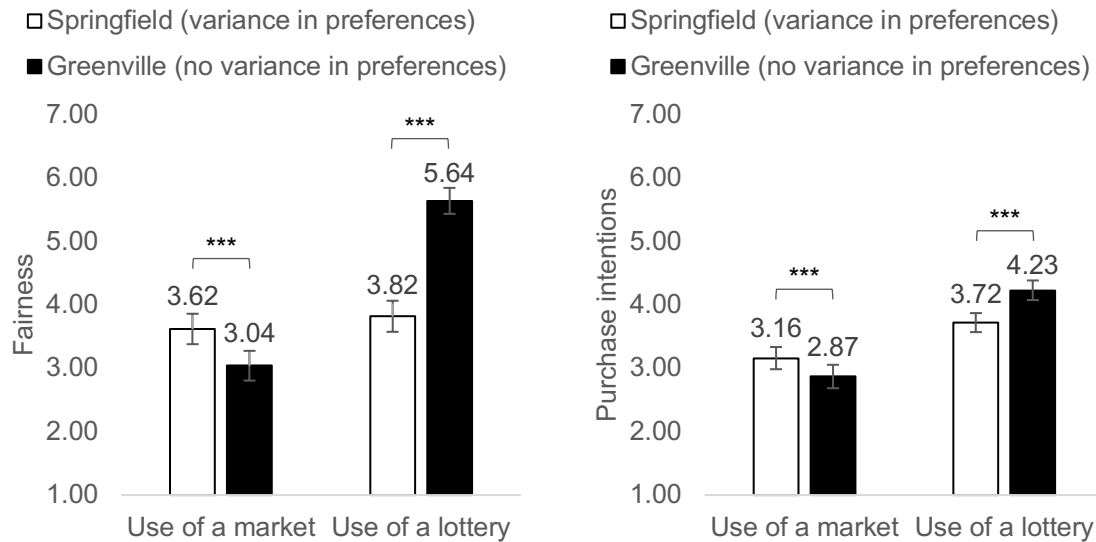 Springfield (variance in preferences)
Greenville (no variance in preferences)
7.00
6.00
5.00
4.00
3.00
2.00
1.00
Fairness
***
3.62
3.04
***
3.82
5.64
Use of a market
Use of a lottery
Springfield (variance in preferences)
Greenville (no variance in preferences)
7.00
6.00
5.00
4.00
3.00
2.00
1.00
Purchase intentions
***
3.16
2.87
***
3.72
4.23
Use of a market
Use of a lottery